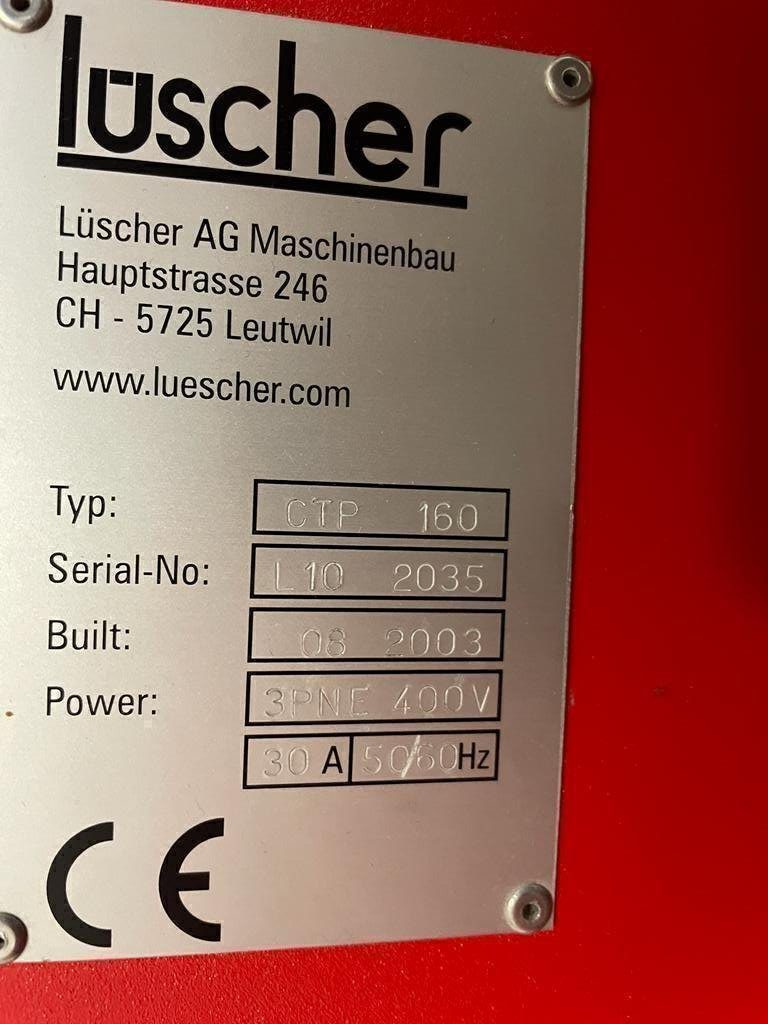 lüscher
Lüscher AG Maschinenbau
Hauptstrasse 246
CH - 5725 Leutwil
www.luescher.com
Typ: CTP 160
Serial-No: L10 2035
Built: 08 2003
Power: 3PNE 400V
30 A 50/60Hz
CE